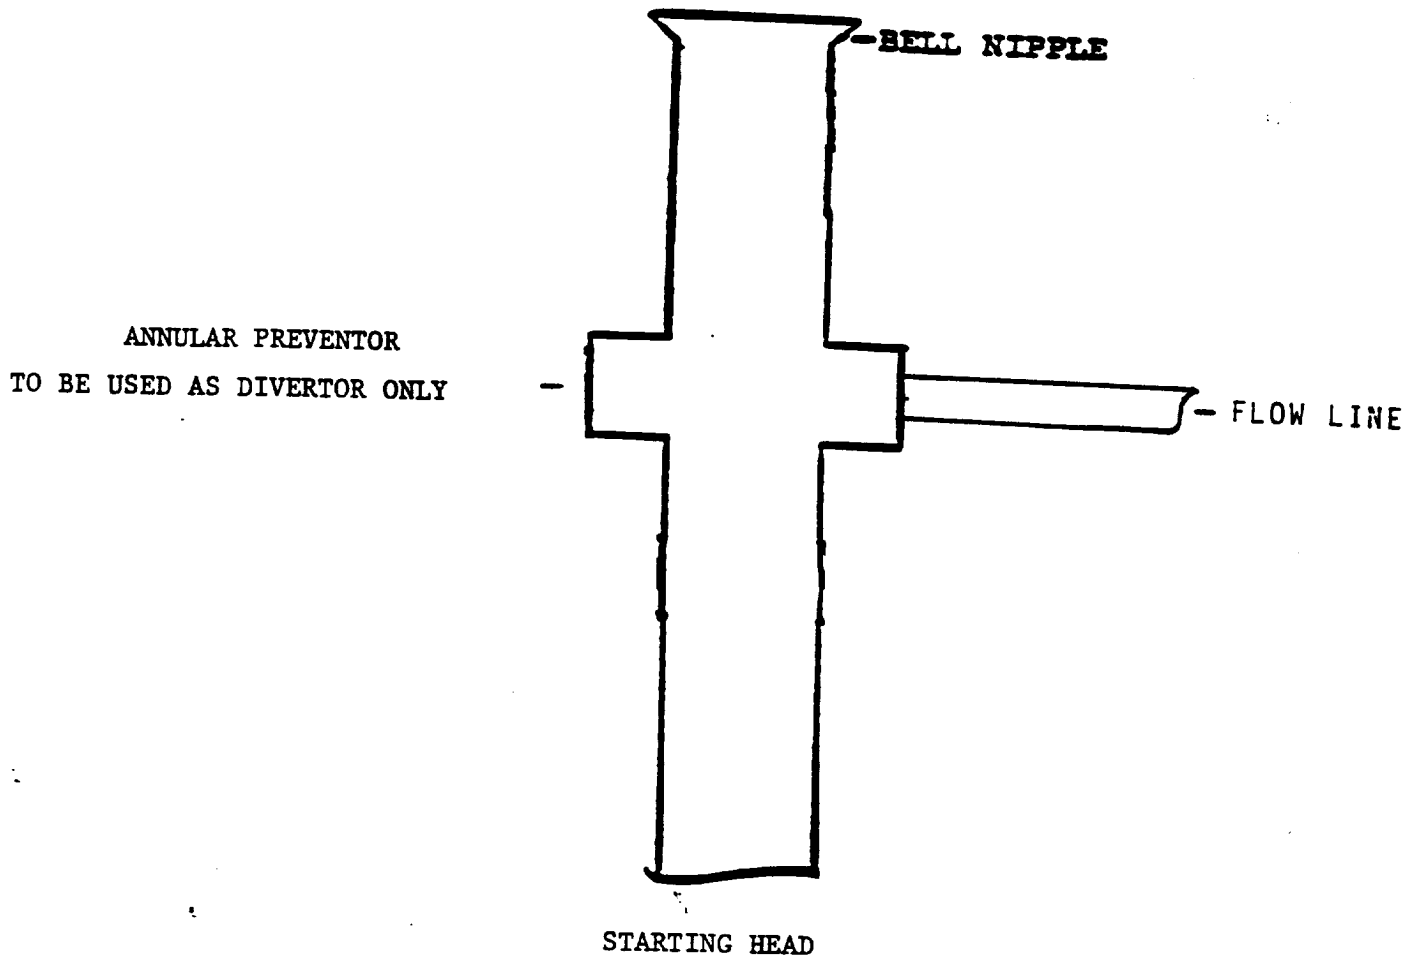 BELL NIPPLE
ANNULAR PREVENTOR
TO BE USED AS DIVERTOR ONLY
FLOW LINE
STARTING HEAD